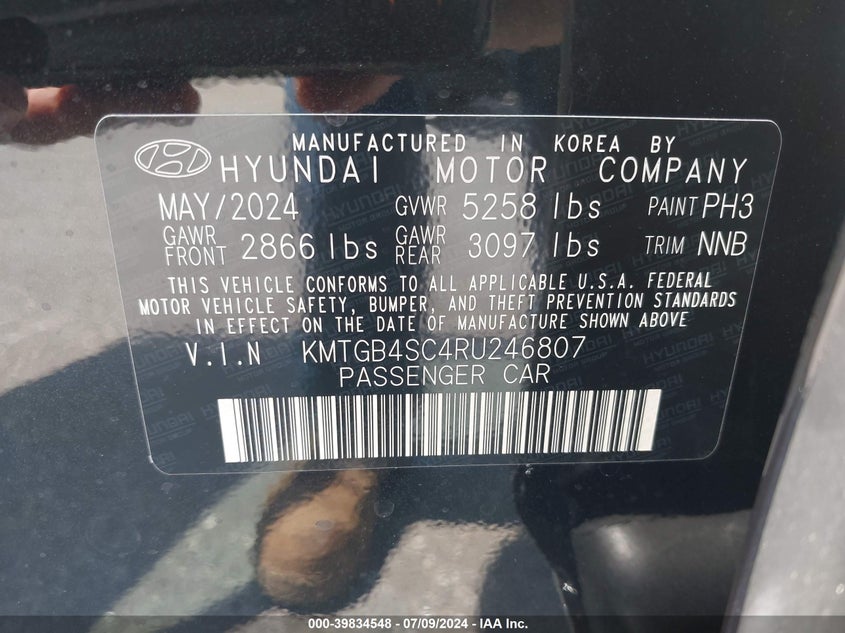 MANUFACTURED IN KOREA BY
HYUNDAI MOTOR COMPANY
MAY/2024 GVWR 5258 lbs PAINT PH3
GAWR FRONT 2866 lbs GAWR REAR 3097 lbs TRIM NNB
THIS VEHICLE CONFORMS TO ALL APPLICABLE U.S.A. FEDERAL
MOTOR VEHICLE SAFETY, BUMPER, AND THEFT PREVENTION STANDARDS
IN EFFECT ON THE DATE OF MANUFACTURE SHOWN ABOVE
V.I.N KMTGB4SC4RU246807
PASSENGER CAR
000-39834548 - 07/09/2024 - IAA Inc.